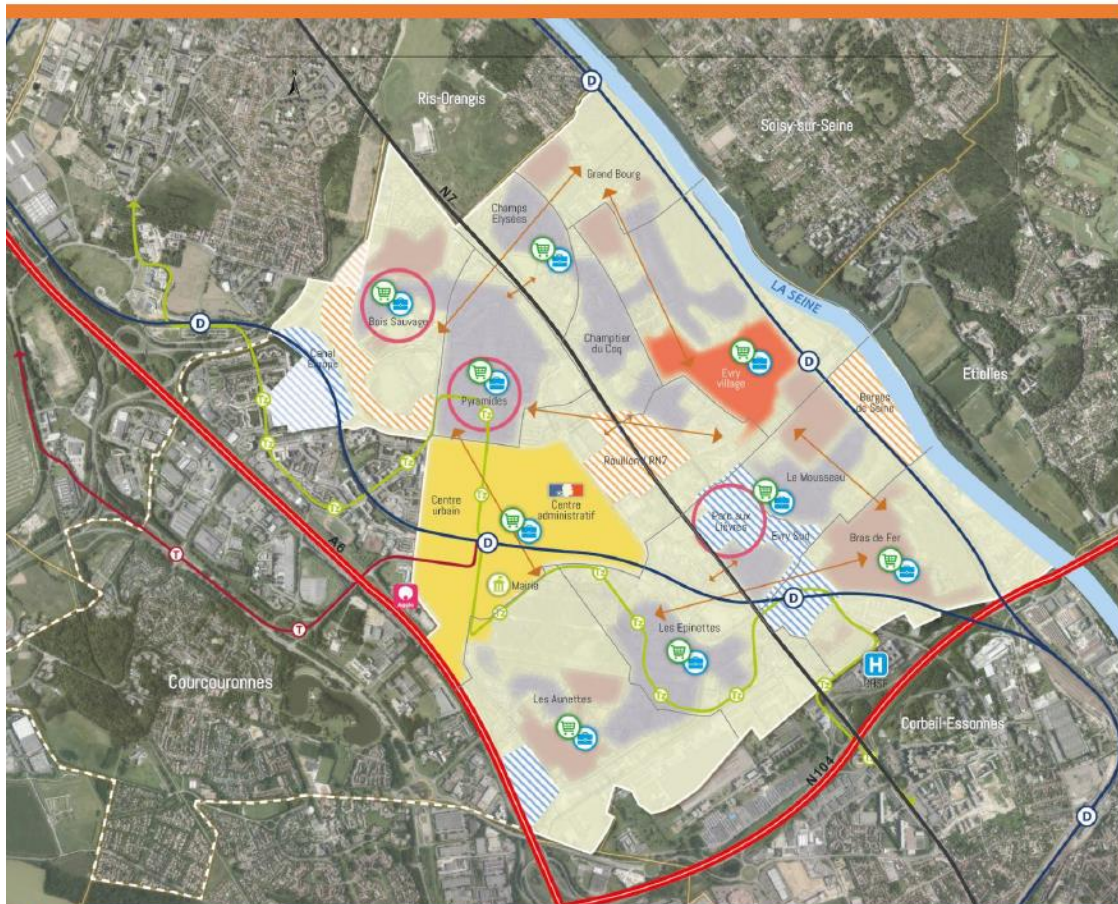 D
Ris-Orangis
Soisy-sur-Seine
N7
Grand Bourg
Champs
Elysées
LA SEINE
D
Bois Sauvage
Canal
Europe
Champtier
du Coq
D
Evry
village
Etiolles
Pyramides
Berges
de Seine
Rouillon / RN7
Le Mousseau
Centre
urbain
Centre
administratif
Parc aux
Lièvres
Evry Sud
Bras de Fer
A6
T
D
Mairie
Agglo
D
T
Les Epinottes
H
Courcouronnes
Les Aunettes
Corbeil-Essonnes
N104
D